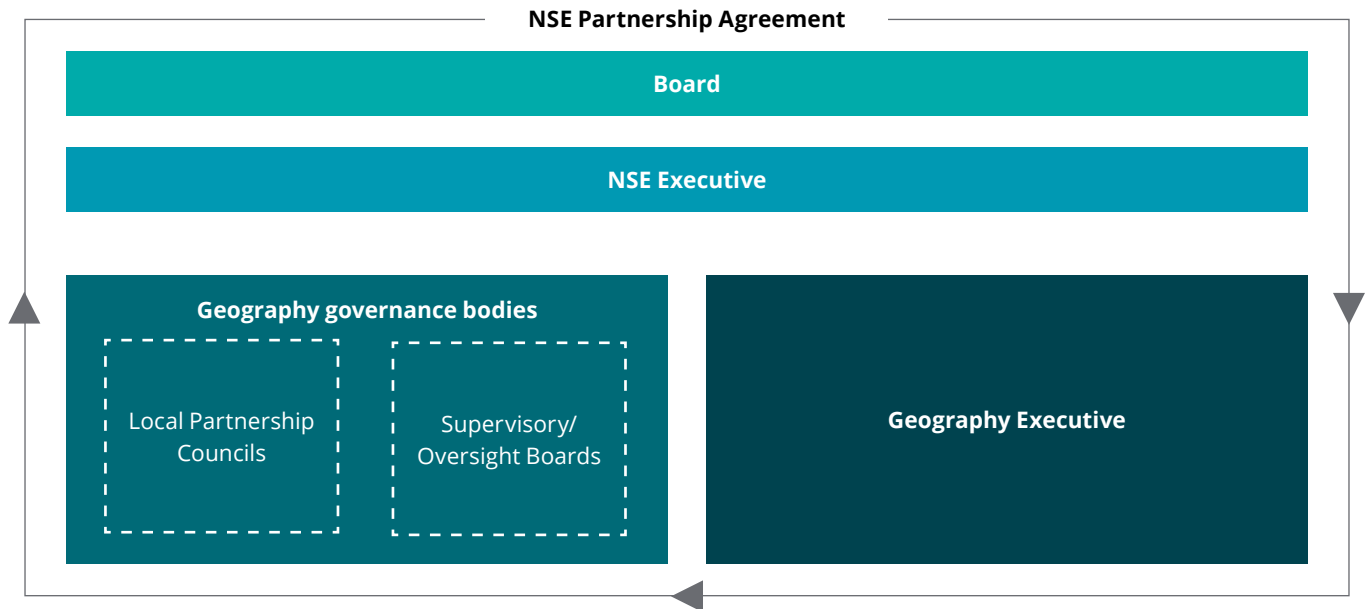 NSE Partnership Agreement
Board
NSE Executive
Geography governance bodies
Local Partnership
Councils
Supervisory/
Oversight Boards
Geography Executive